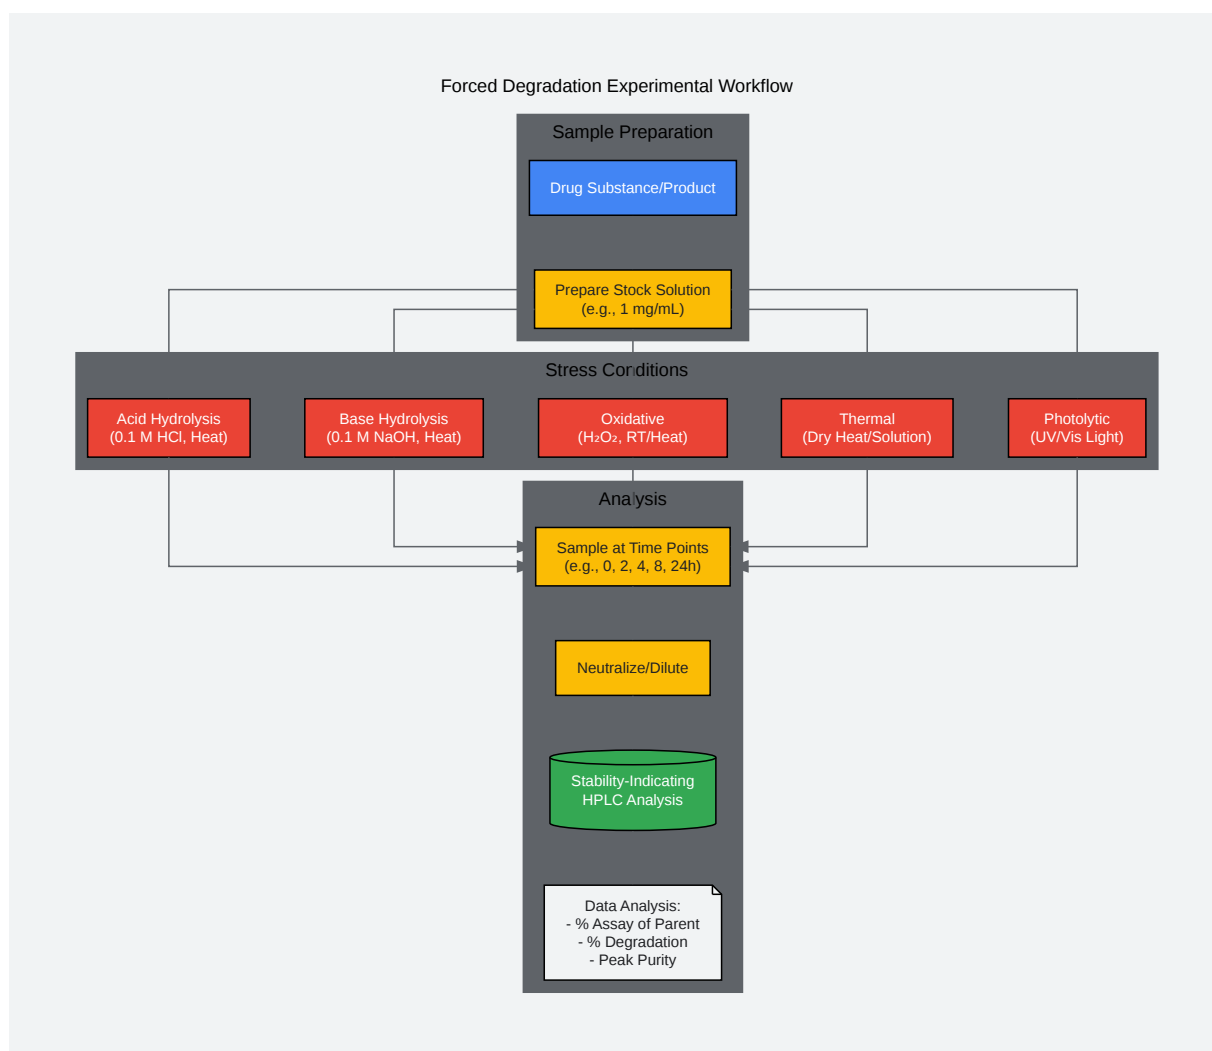 Forced Degradation Experimental Workflow
Sample Preparation
Drug Substance/Product
Prepare Stock Solution
(e.g., 1 mg/mL)
Stress Conditions
Acid Hydrolysis
(0.1 M HCl, Heat)
Base Hydrolysis
(0.1 M NaOH, Heat)
Oxidative
(H₂O₂, RT/Heat)
Thermal
(Dry Heat/Solution)
Photolytic
(UV/Vis Light)
Analysis
Sample at Time Points
(e.g., 0, 2, 4, 8, 24h)
Neutralize/Dilute
Stability-Indicating
HPLC Analysis
Data Analysis:
- % Assay of Parent
- % Degradation
- Peak Purity